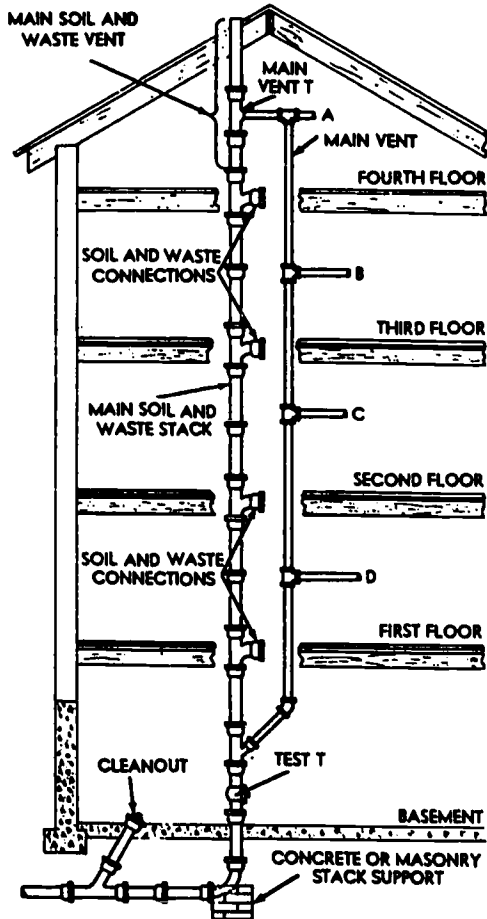 MAIN SOIL AND
WASTE VENT
MAIN
VENT T
A
MAIN VENT
FOURTH FLOOR
SOIL AND WASTE
CONNECTIONS
B
THIRD FLOOR
MAIN SOIL AND
WASTE STACK
C
SECOND FLOOR
SOIL AND WASTE
CONNECTIONS
D
FIRST FLOOR
TEST T
CLEANOUT
BASEMENT
CONCRETE OR MASONRY
STACK SUPPORT